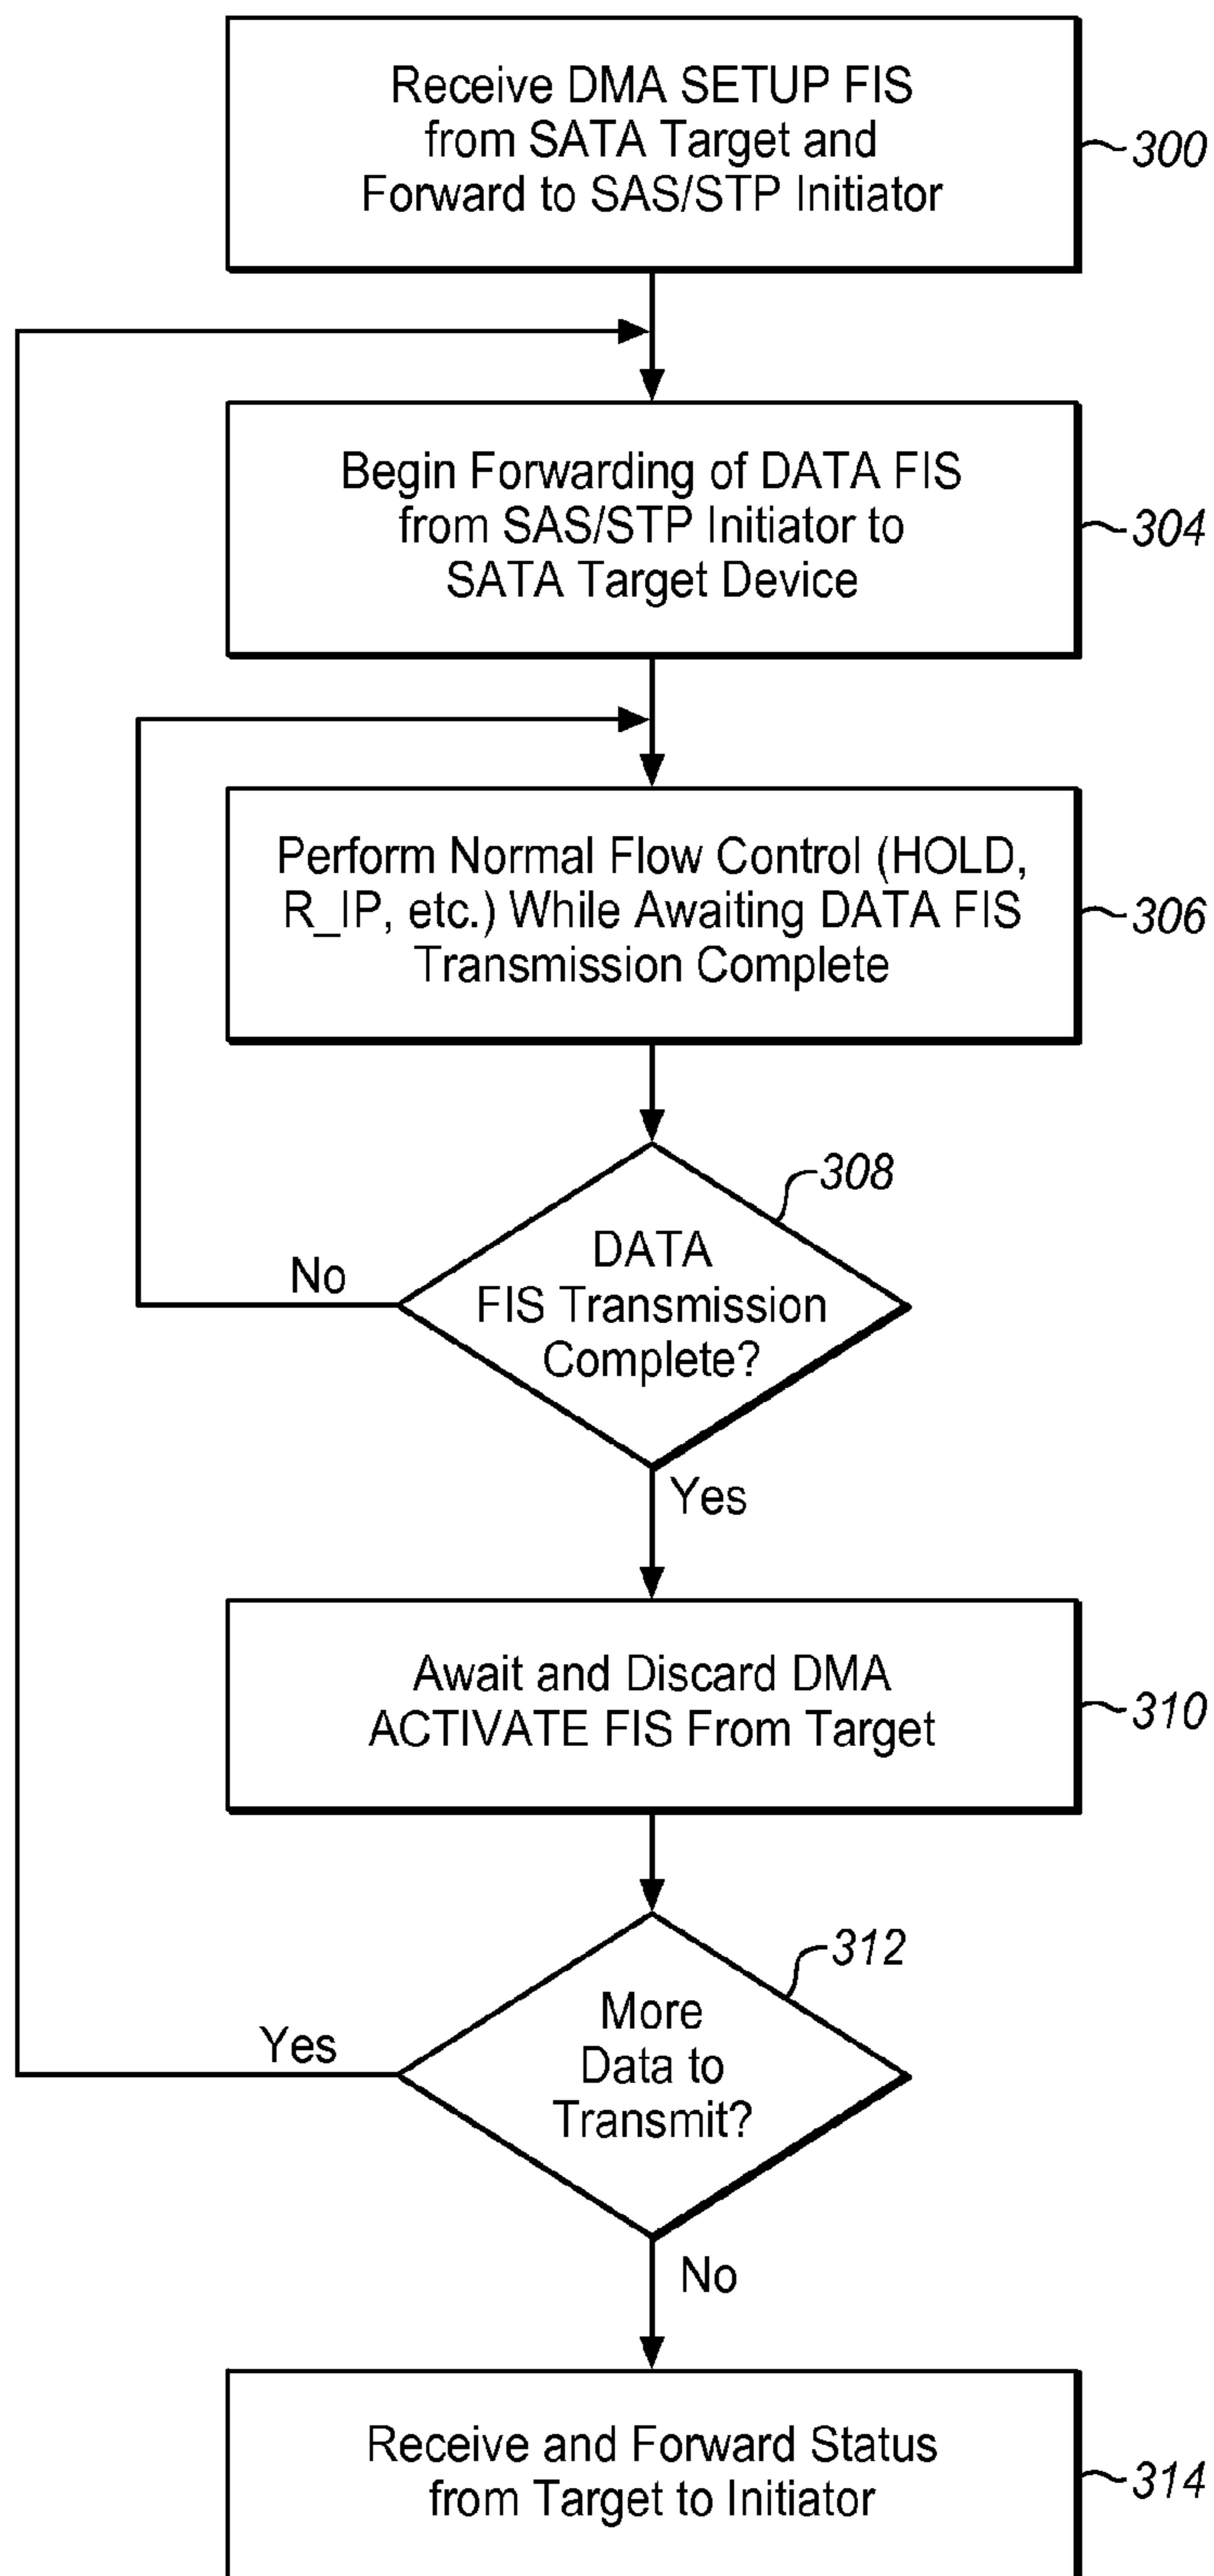 Receive DMA SETUP FIS
from SATA Target and
Forward to SAS/STP Initiator
300
Begin Forwarding of DATA FIS
from SAS/STP Initiator to
SATA Target Device
304
Perform Normal Flow Control (HOLD,
R_IP, etc.) While Awaiting DATA FIS
Transmission Complete
306
308
DATA
FIS Transmission
Complete?
No
Yes
Await and Discard DMA
ACTIVATE FIS From Target
310
312
More
Data to
Transmit?
Yes
No
Receive and Forward Status
from Target to Initiator
314